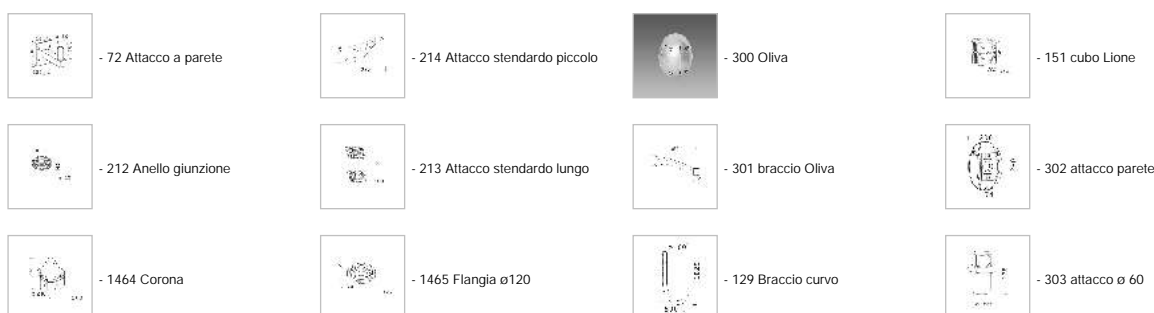 - 72 Attacco a parete
- 214 Attacco stendardo piccolo
- 300 Oliva
- 151 cubo Lione
- 212 Anello giunzione
- 213 Attacco stendardo lungo
- 301 braccio Oliva
- 302 attacco parete
- 1464 Corona
- 1465 Flangia ø120
- 129 Braccio curvo
- 303 attacco ø 60